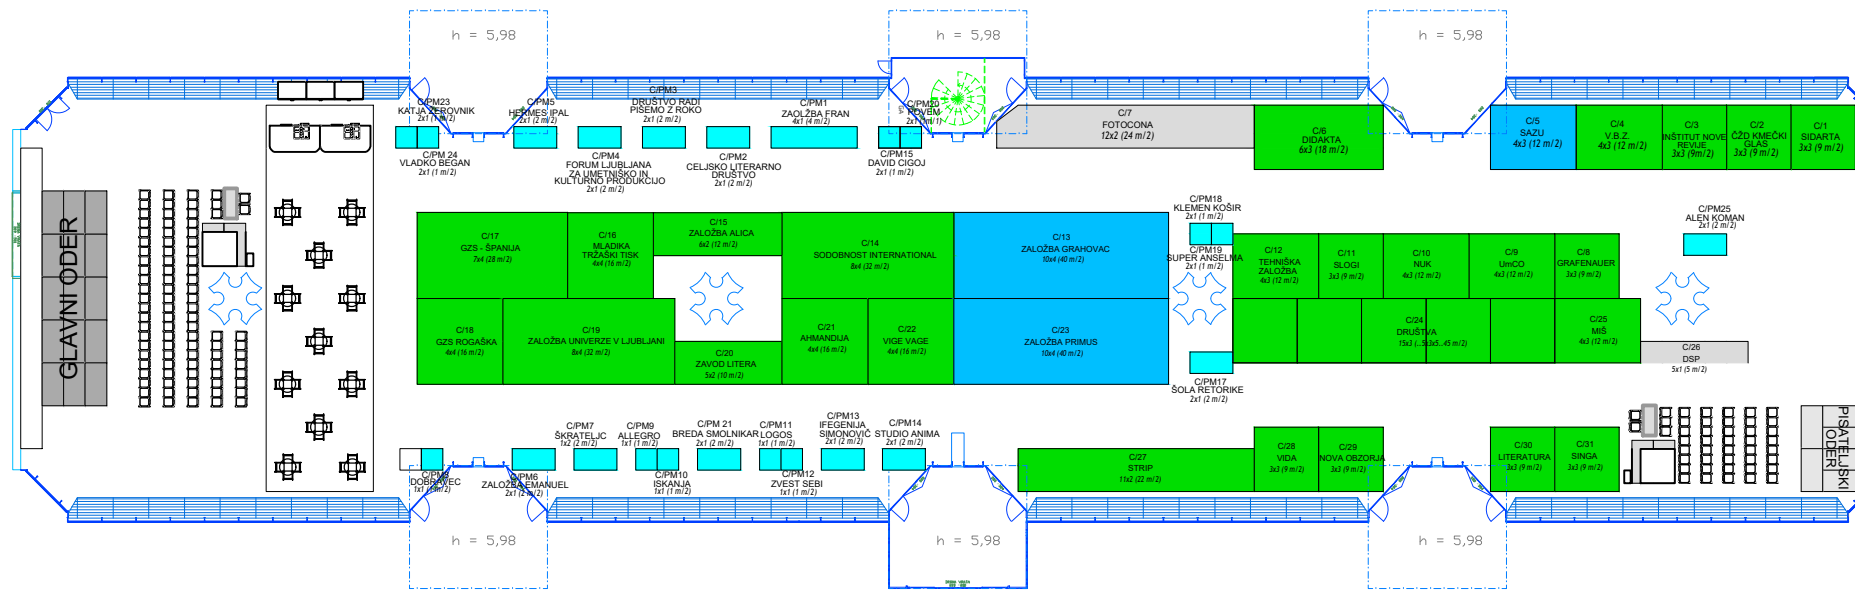 h = 5,98
h = 5,98
h = 5,98
C/PM23
KATJA ŽEROVNIK
2x1 (1 m/2)
C/PM5
HERMES IPAL
2x1 (2 m/2)
C/PM3
DRUŠTVO RADI
PIŠEMO Z ROKO
2x1 (2 m/2)
C/PM1
ZAOLŽBA FRAN
4x1 (4 m/2)
C/PM20
2x1 (1m/1)
C/7
FOTOCONA
12x2 (24 m/2)
C/6
DIDAKTA
6x3 (18 m/2)
C/5
SAZU
4x3 (12 m/2)
C/4
V.B.Z.
4x3 (12 m/2)
C/3
INŠTITUT NOVE
REVIJE
3x3 (9m/2)
C/2
ČZD KMEČKI
GLAS
3x3 (9 m/2)
C/1
SIDARTA
3x3 (9 m/2)
C/PM 24
VLADKO BEGAN
2x1 (1 m/2)
C/PM4
FORUM LJUBLJANA
ZA UMETNIŠKO IN
KULTURNO PRODUKCIJO
2x1 (2 m/2)
C/PM2
CELJSKO LITERARNO
DRUŠTVO
2x1 (2 m/2)
C/PM15
DAVID CIGOJ
2x1 (1 m/2)
GLAVNI ODER
C/17
GZS - ŠPANIJA
7x4 (28 m/2)
C/16
MLADIKA
TRŽAŠKI TISK
4x4 (16 m/2)
C/15
ZALOŽBA ALICA
6x2 (12 m/2)
C/14
SODOBNOST INTERNATIONAL
8x4 (32 m/2)
C/13
ZALOŽBA GRAHOVAC
10x4 (40 m/2)
C/PM18
KLEMEN KOŠIR
2x1 (1 m/2)
C/PM19
SUPER ANSELMA
2x1 (1 m/2)
C/12
TEHNIŠKA
ZALOŽBA
4x3 (12 m/2)
C/11
SLOGI
3x3 (9 m/2)
C/10
NUK
4x3 (12 m/2)
C/9
UmCO
4x3 (12 m/2)
C/8
GRAFENAUER
3x3 (9 m/2)
C/PM25
ALEN KOMAN
2x1 (2 m/2)
C/18
GZS ROGAŠKA
4x4 (16 m/2)
C/19
ZALOŽBA UNIVERZE V LJUBLJANI
8x4 (32 m/2)
C/20
ZAVOD LITERA
5x2 (10 m/2)
C/21
AHMANDIJA
4x4 (16 m/2)
C/22
VIGE VAGE
4x4 (16 m/2)
C/23
ZALOŽBA PRIMUS
10x4 (40 m/2)
C/PM17
ŠOLA RETORIKE
2x1 (2 m/2)
C/24
DRUŠTVA
15x3 (..5x3x5..45 m/2)
C/25
MIŠ
4x3 (12 m/2)
C/26
DSP
5x1 (5 m/2)
DOBRAVEC
1x1 (1 m/2)
C/PM6
ZALOŽBA EMANUEL
2x1 (2 m/2)
C/PM7
ŠKRATELJC
1x2 (2 m/2)
C/PM9
ALLEGRO
1x1 (1 m/2)
C/PM10
ISKANJA
1x1 (1 m/2)
C/PM 21
BREDA SMOLNIKAR
2x1 (2 m/2)
C/PM11
LOGOS
1x1 (1 m/2)
C/PM12
ZVEST SEBI
1x1 (1 m/2)
C/PM13
IFEGENIJA
SIMONOVIČ
2x1 (2 m/2)
C/PM14
STUDIO ANIMA
2x1 (2 m/2)
C/27
STRIP
11x2 (22 m/2)
C/28
VIDA
3x3 (9 m/2)
C/29
NOVA OBZORJA
3x3 (9 m/2)
C/30
LITERATURA
3x3 (9 m/2)
C/31
SINGA
3x3 (9 m/2)
PISATELJSKI
ODER
h = 5,98
h = 5,98
h = 5,98